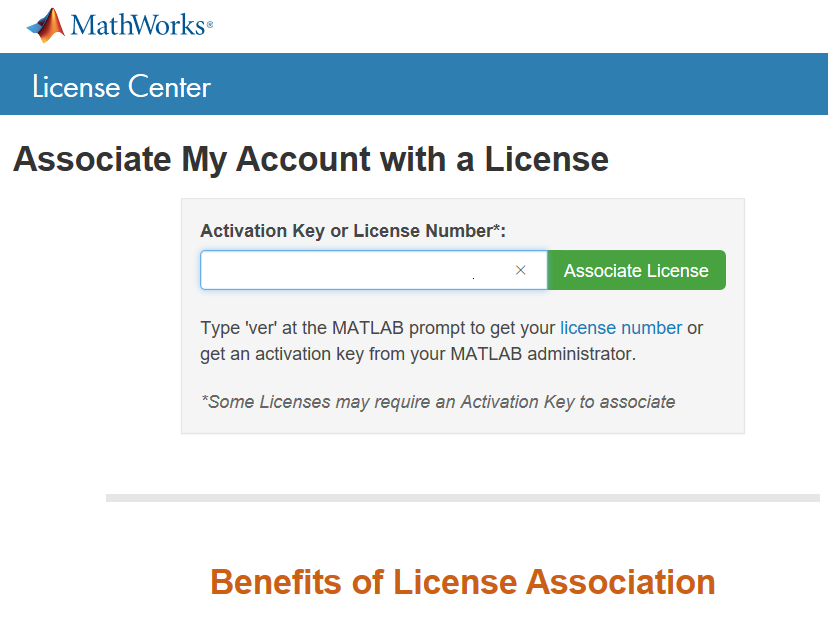 MathWorks®
License Center
Associate My Account with a License
Activation Key or License Number*:
Associate License
Type 'ver' at the MATLAB prompt to get your license number or
get an activation key from your MATLAB administrator.
*Some Licenses may require an Activation Key to associate
Benefits of License Association